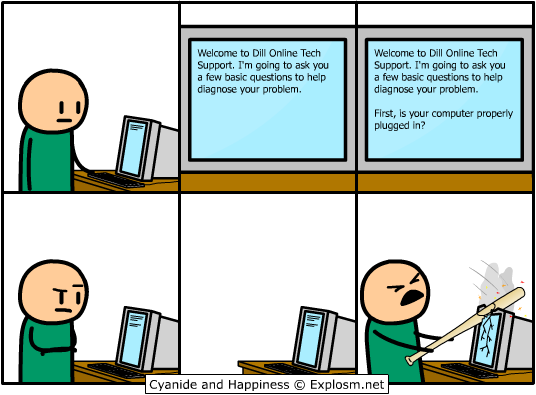 Welcome to Dill Online Tech
Support. I'm going to ask you
a few basic questions to help
diagnose your problem.
Welcome to Dill Online Tech
Support. I'm going to ask you
a few basic questions to help
diagnose your problem.
First, is your computer properly
plugged in?
Cyanide and Happiness © Explosm.net